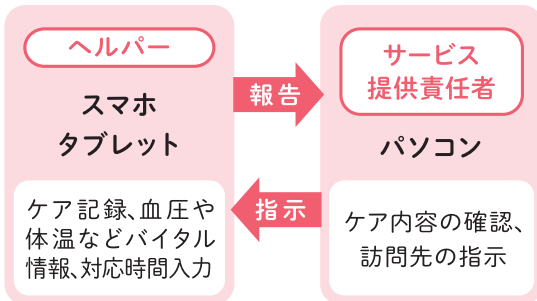 ヘルパー
スマホ
タブレット
ケア記録、血圧や
体温などバイタル
情報、対応時間入力
報告
指示
サービス
提供責任者
パソコン
ケア内容の確認、
訪問先の指示